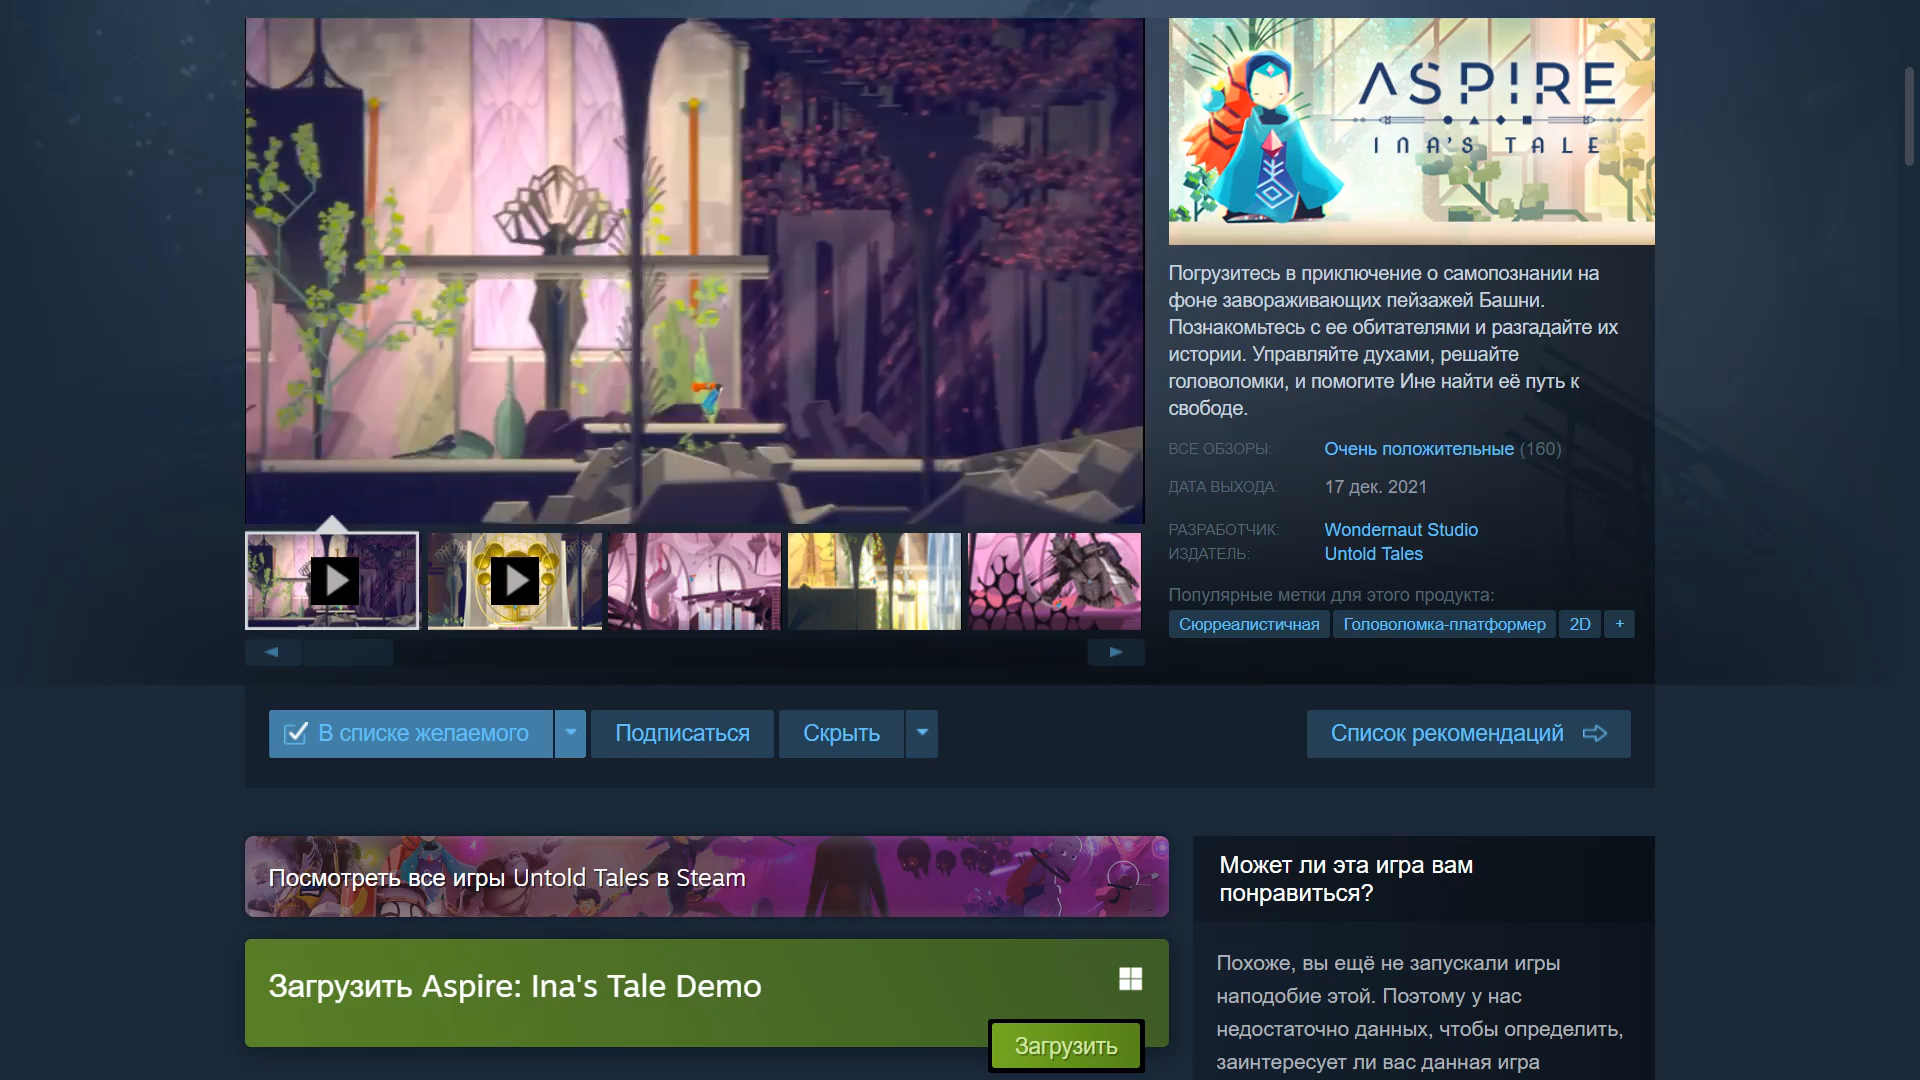 ASPIRE
INA'S TALE
Погрузитесь в приключение о самопознании на
фоне завораживающих пейзажей Башни.
Познакомьтесь с ее обитателями и разгадайте их
истории. Управляйте духами, решайте
головоломки, и помогите Ине найти её путь к
свободе.
ВСЕ ОБЗОРЫ: Очень положительные (160)
ДАТА ВЫХОДА: 17 дек. 2021
РАЗРАБОТЧИК: Wondernaut Studio
ИЗДАТЕЛЬ: Untold Tales
Популярные метки для этого продукта:
Сюрреалистичная Головоломка-платформер 2D +
В списке желаемого Подписаться Скрыть Список рекомендаций
Посмотреть все игры Untold Tales в Steam
Загрузить Aspire: Ina's Tale Demo
Загрузить
Может ли эта игра вам
понравиться?
Похоже, вы ещё не запускали игры
наподобие этой. Поэтому у нас
недостаточно данных, чтобы определить,
заинтересует ли вас данная игра